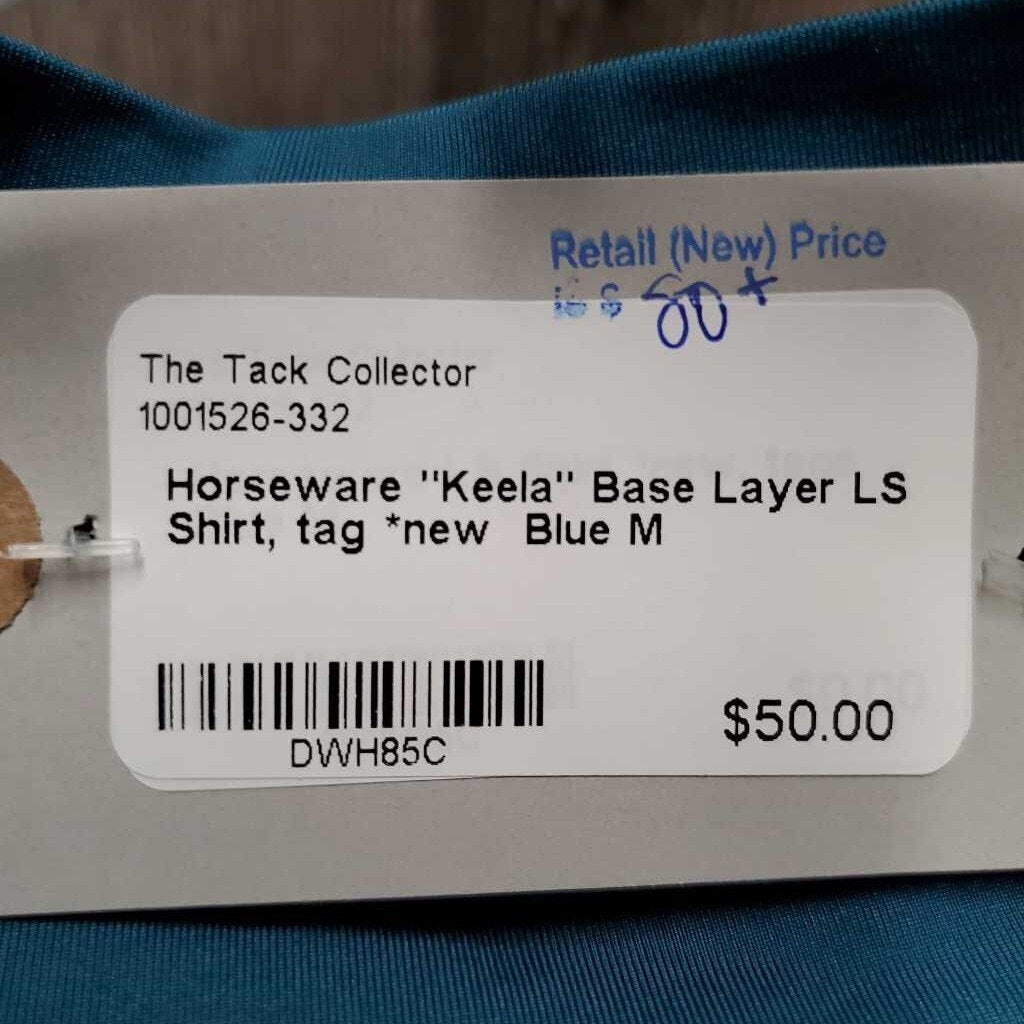 Retail (New) Price
is $ 80+
The Tack Collector
1001526-332
Horseware "Keela" Base Layer LS
Shirt, tag *new Blue M
DWH85C
$50.00